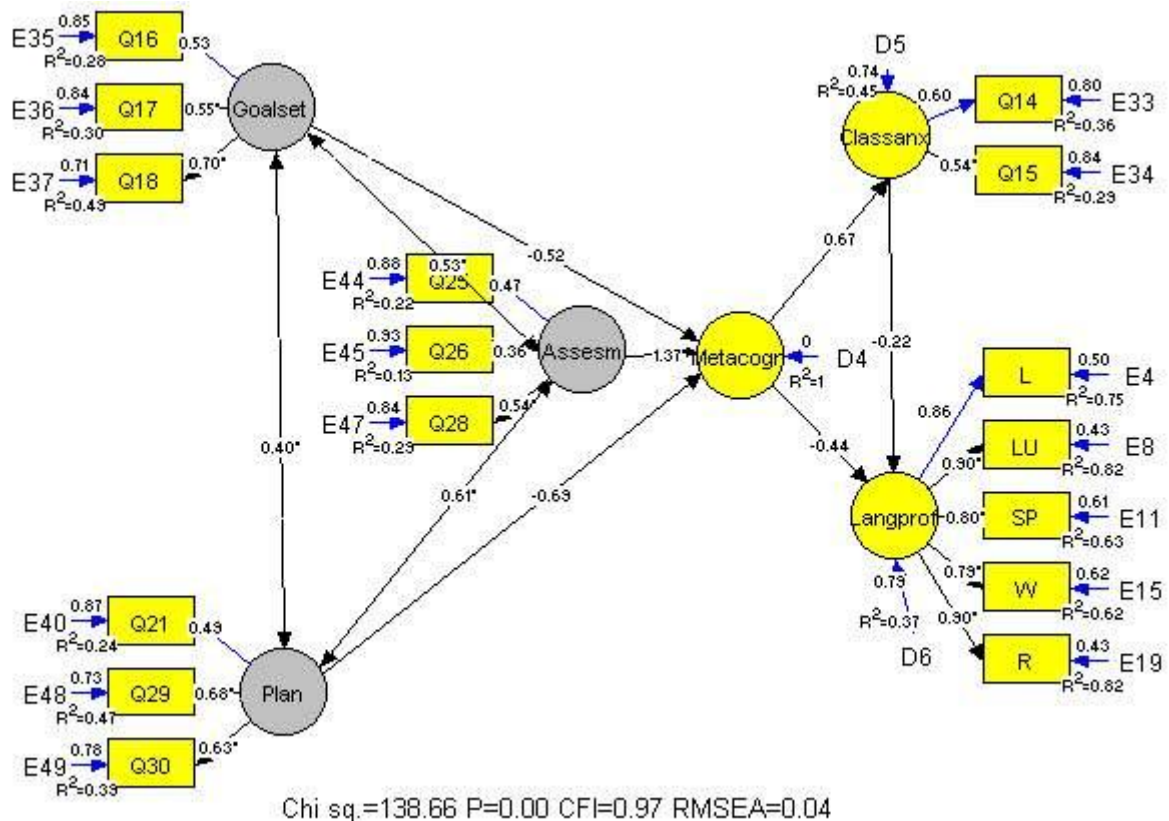 0.85
E35
Q16
0.53
R²=0.28
0.84
E36
Q17
0.55*
R²=0.30
0.71
E37
Q18
0.70*
R²=0.49
Goalset
D5
0.74
R²=0.45
Classanx
0.60
Q14
0.80
E33
R²=0.36
0.54*
Q15
0.84
E34
R²=0.29
0.88
E44
Q25
0.47
R²=0.22
0.93
E45
Q26
0.36
R²=0.13
0.84
E47
Q28
0.54*
R²=0.29
0.53*
-0.52
Assesm
1.37*
Metacogn
0
R²=1
D4
0.67
-0.22
-0.44
0.40*
0.61*
-0.69
Langprof
0.79
R²=0.37
D6
0.86
L
0.50
E4
R²=0.75
0.90*
LU
0.43
E8
R²=0.82
0.80*
SP
0.61
E11
R²=0.63
0.79*
W
0.62
E15
R²=0.62
0.90*
R
0.43
E19
R²=0.82
0.87
E40
Q21
0.49
R²=0.24
0.73
E48
Q29
0.68*
R²=0.47
0.78
E49
Q30
0.63*
R²=0.39
Plan
Chi sq.=138.66 P=0.00 CFI=0.97 RMSEA=0.04